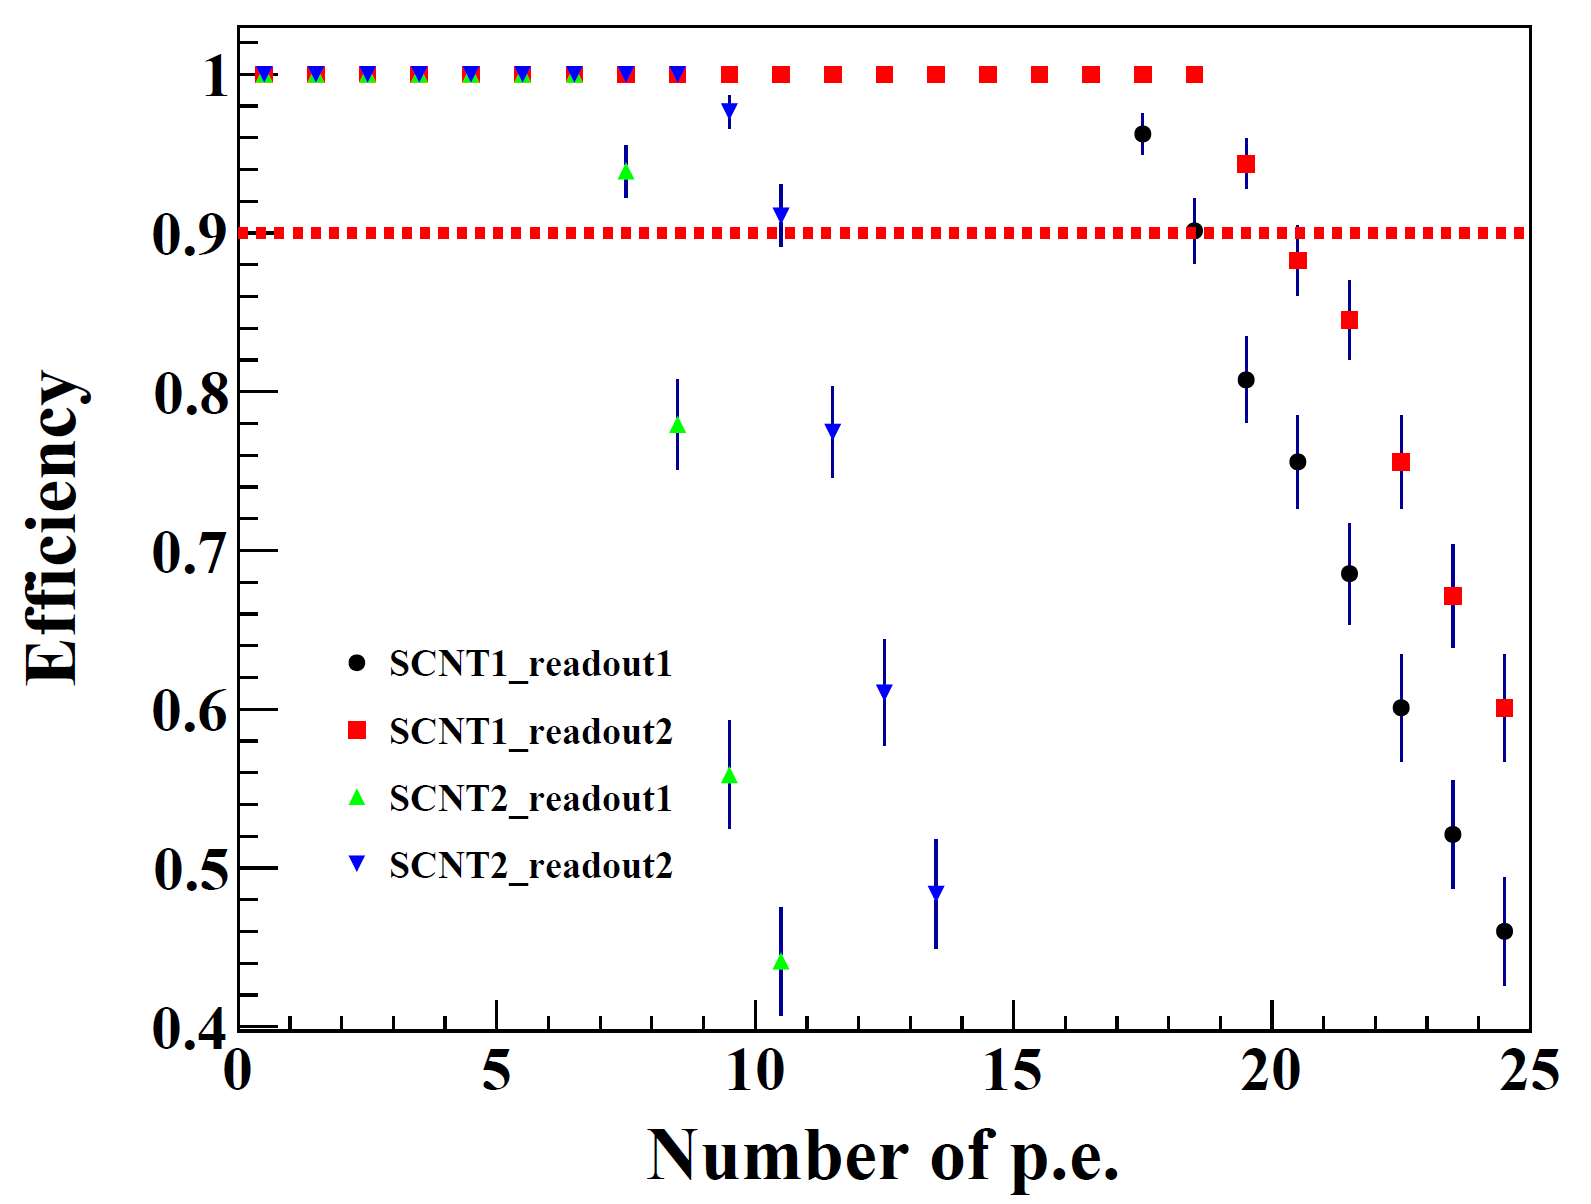 1
0.9
0.8
0.7
0.6
0.5
0.4
Efficiency
SCNT1_readout1
SCNT1_readout2
SCNT2_readout1
SCNT2_readout2
0 5 10 15 20 25
Number of p.e.